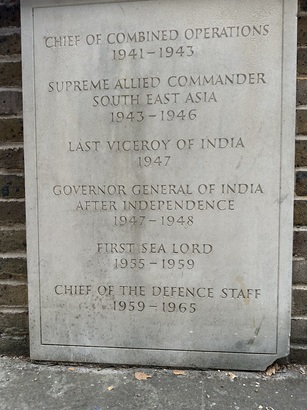 CHIEF OF COMBINED OPERATIONS
1941–1943
SUPREME ALLIED COMMANDER
SOUTH EAST ASIA
1943–1946
LAST VICEROY OF INDIA
1947
GOVERNOR GENERAL OF INDIA
AFTER INDEPENDENCE
1947–1948
FIRST SEA LORD
1955–1959
CHIEF OF THE DEFENCE STAFF
1959–1965